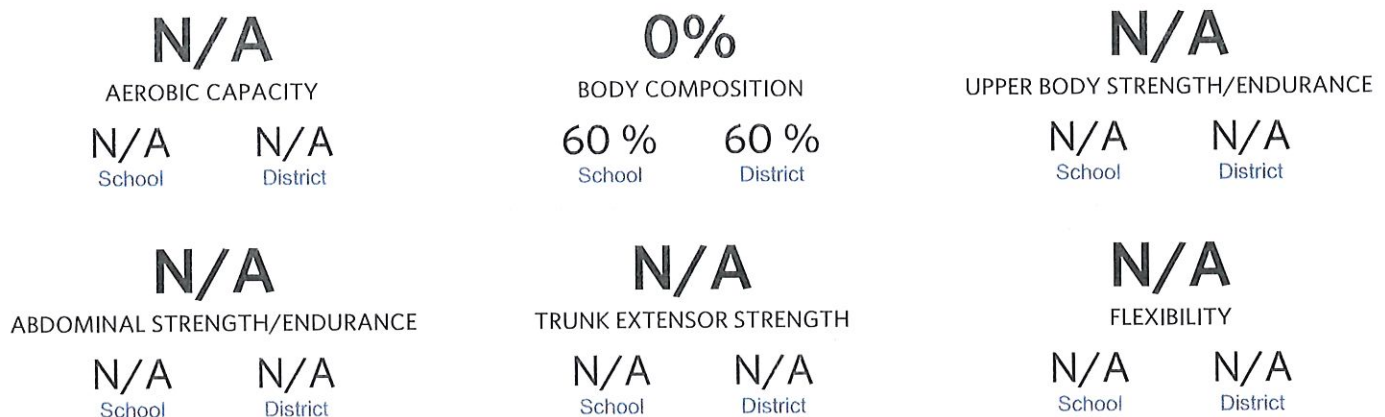 N/A
AEROBIC CAPACITY
N/A N/A
School District
0%
BODY COMPOSITION
60 % 60 %
School District
N/A
UPPER BODY STRENGTH/ENDURANCE
N/A N/A
School District
N/A
ABDOMINAL STRENGTH/ENDURANCE
N/A N/A
School District
N/A
TRUNK EXTENSOR STRENGTH
N/A N/A
School District
N/A
FLEXIBILITY
N/A N/A
School District